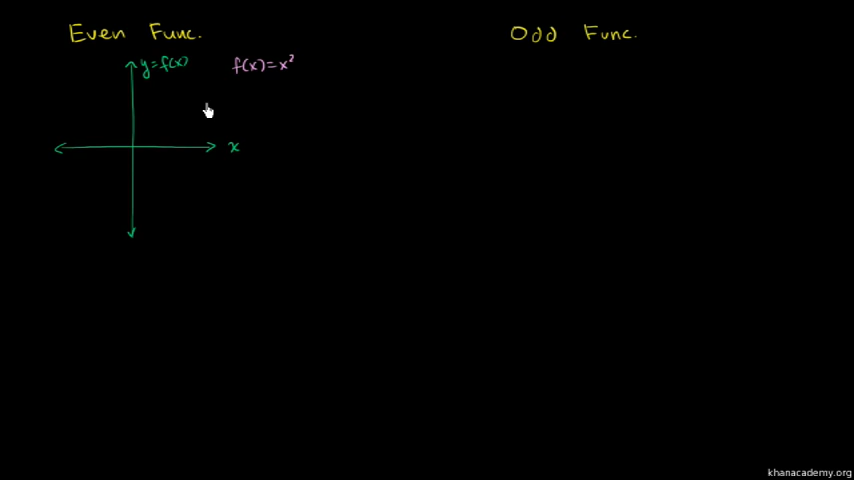 Even Func.
Odd Func.
y=f(x)
f(x)=x²
x
khanacademy.org